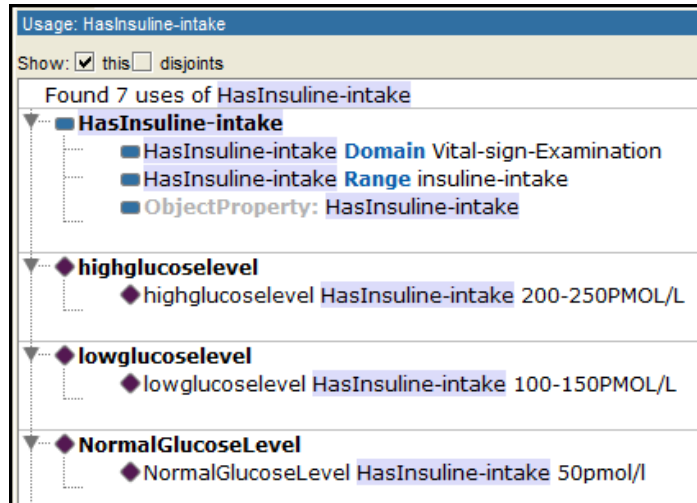 Usage: HasInsuline-intake
Show: this disjoints
Found 7 uses of HasInsuline-intake
HasInsuline-intake
HasInsuline-intake Domain Vital-sign-Examination
HasInsuline-intake Range insuline-intake
ObjectProperty: HasInsuline-intake
highglucoselevel
highglucoselevel HasInsuline-intake 200-250PMOL/L
lowglucoselevel
lowglucoselevel HasInsuline-intake 100-150PMOL/L
NormalGlucoseLevel
NormalGlucoseLevel HasInsuline-intake 50pmol/l